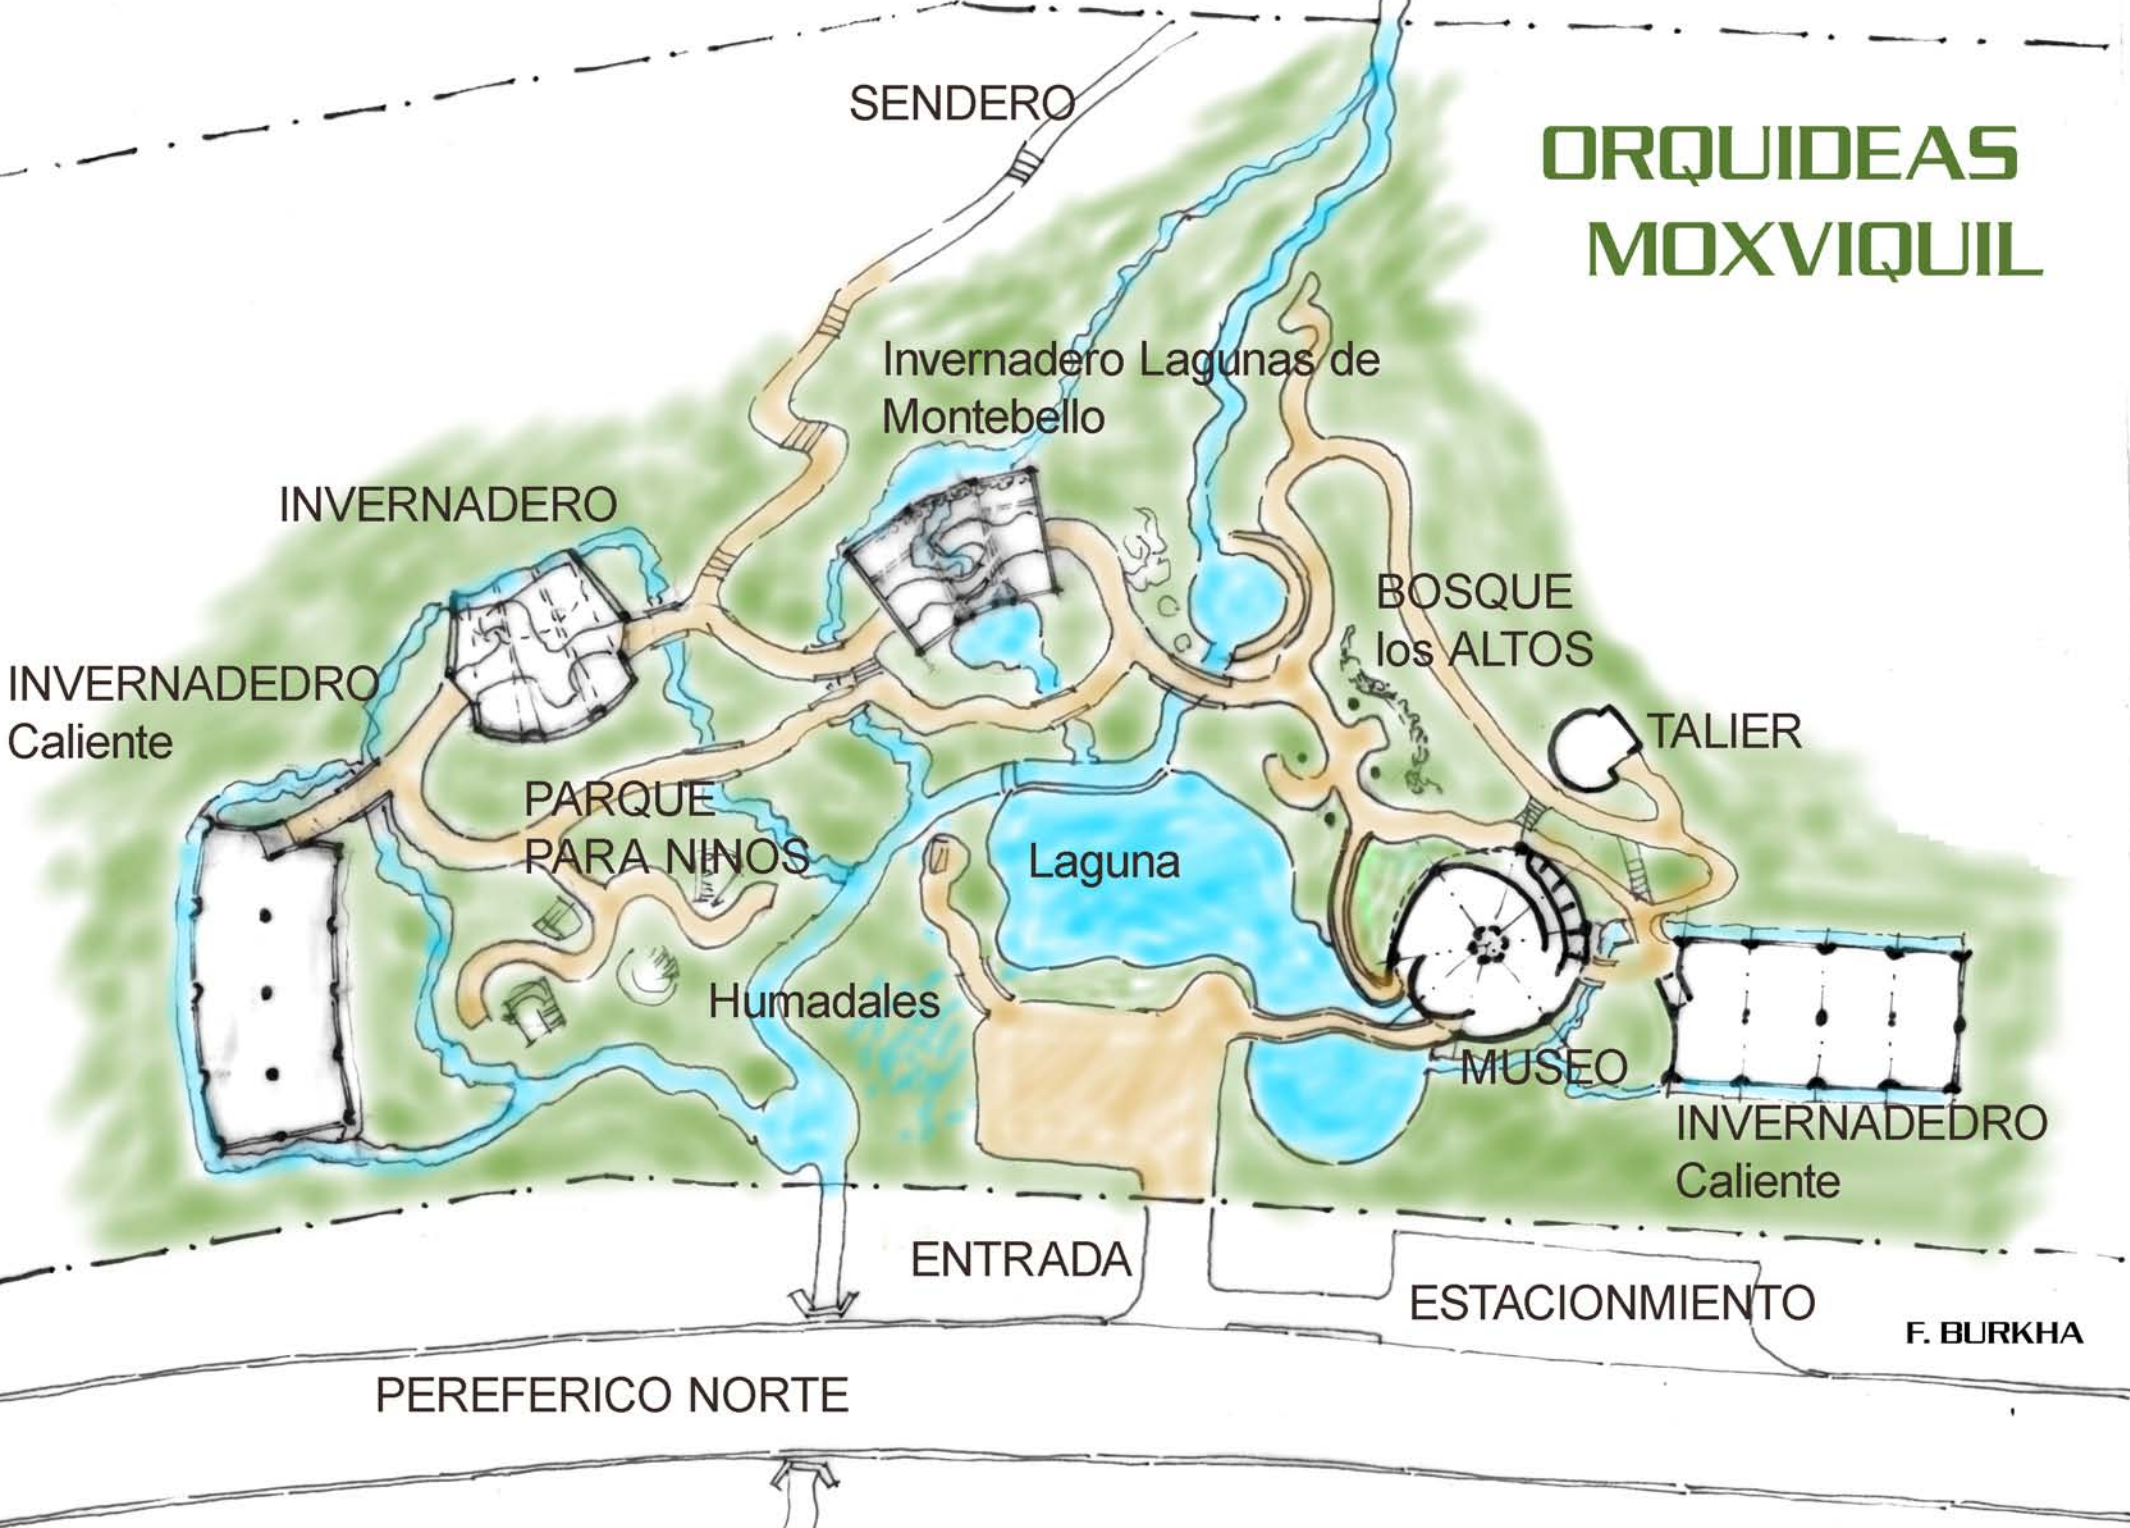 SENDERO
ORQUIDEAS
MOXVIQUIL
Invernadero Lagunas de
Montebello
INVERNADERO
BOSQUE
los ALTOS
INVERNADEDRO
Caliente
TALIER
PARQUE
PARA NINOS
Laguna
Humadales
MUSEO
INVERNADEDRO
Caliente
ENTRADA
ESTACIONMIENTO
F. BURKHA
PEREFERICO NORTE